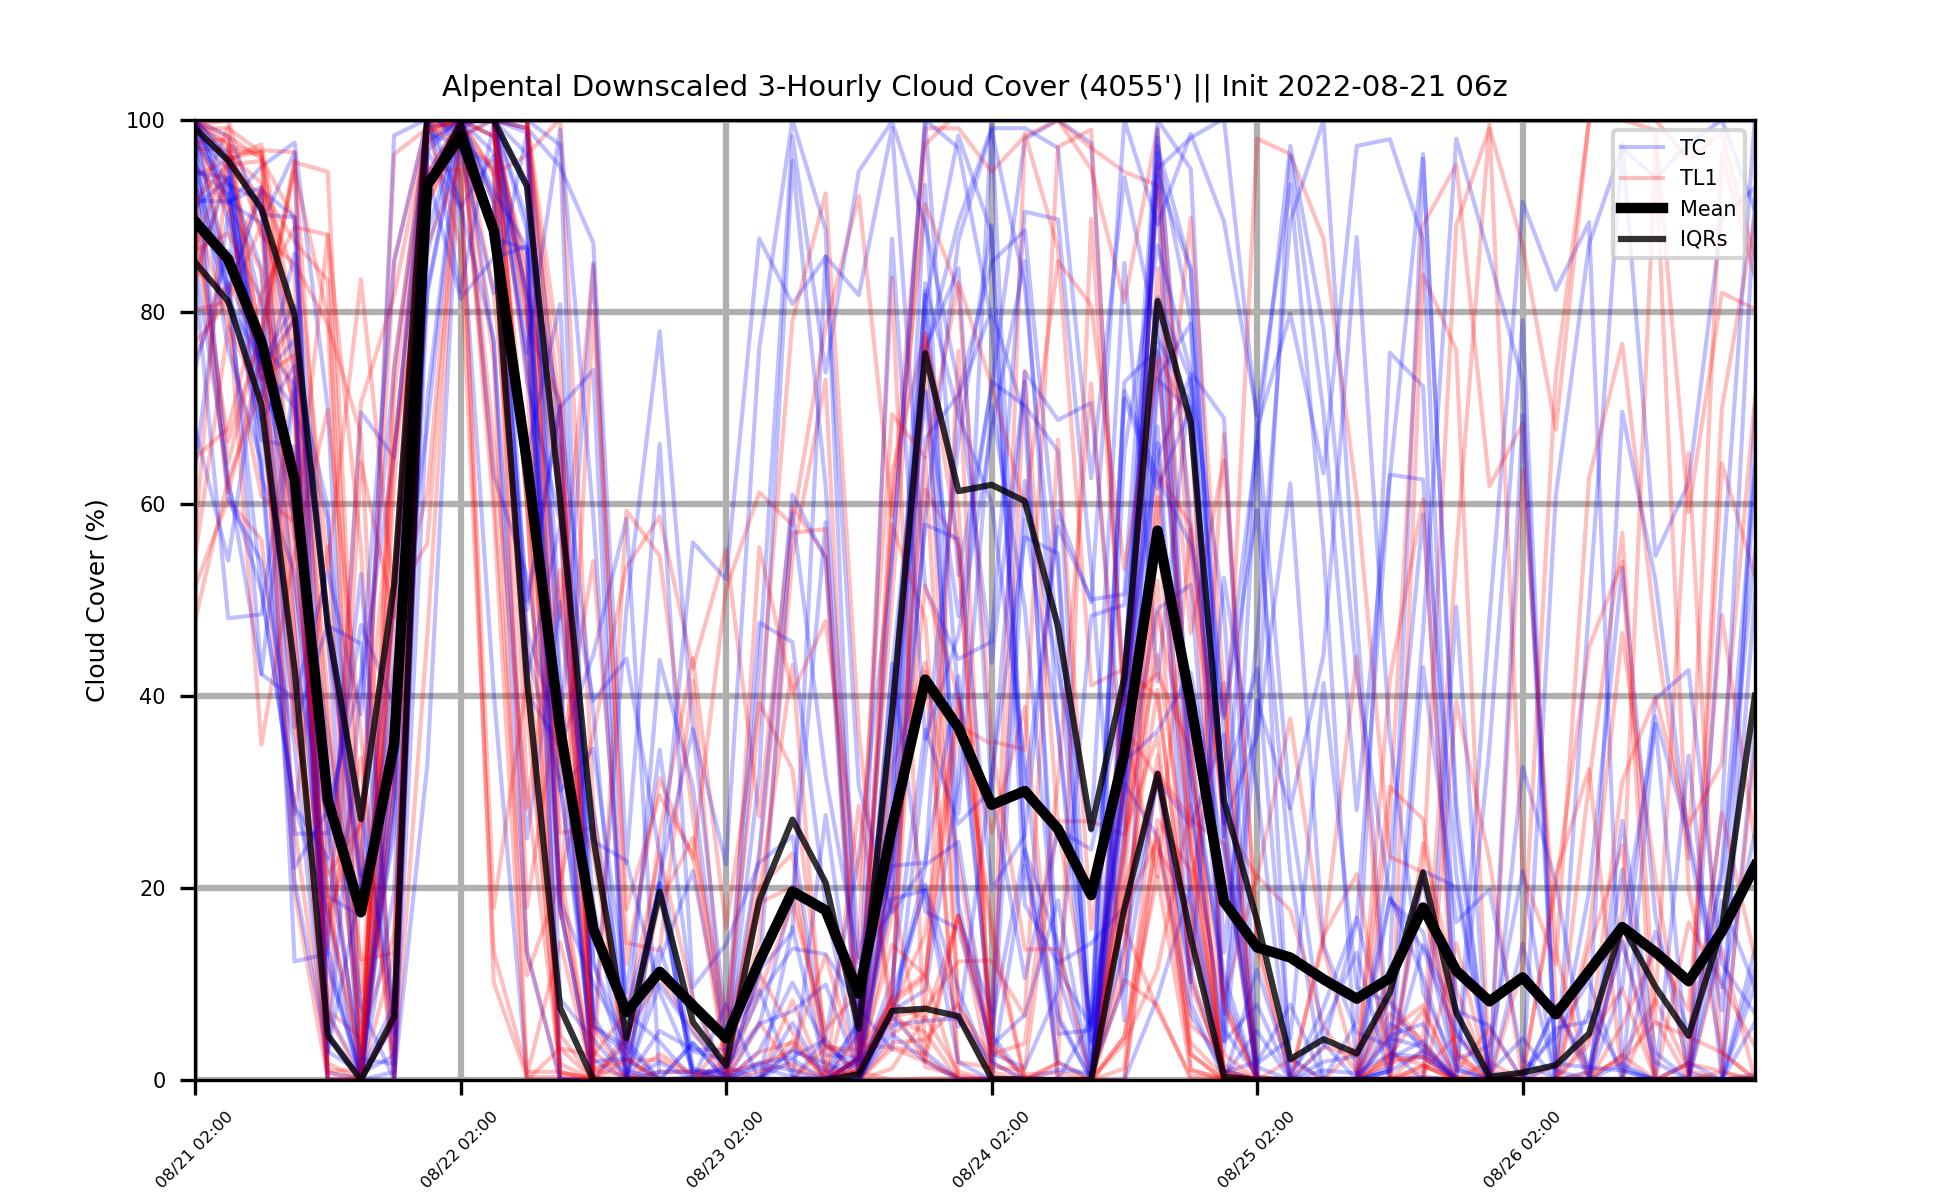 Alpental Downscaled 3-Hourly Cloud Cover (4055') || Init 2022-08-21 06z
Cloud Cover (%)
100
80
60
40
20
0
TC
TL1
Mean
IQRs
08/21 02:00
08/22 02:00
08/23 02:00
08/24 02:00
08/25 02:00
08/26 02:00